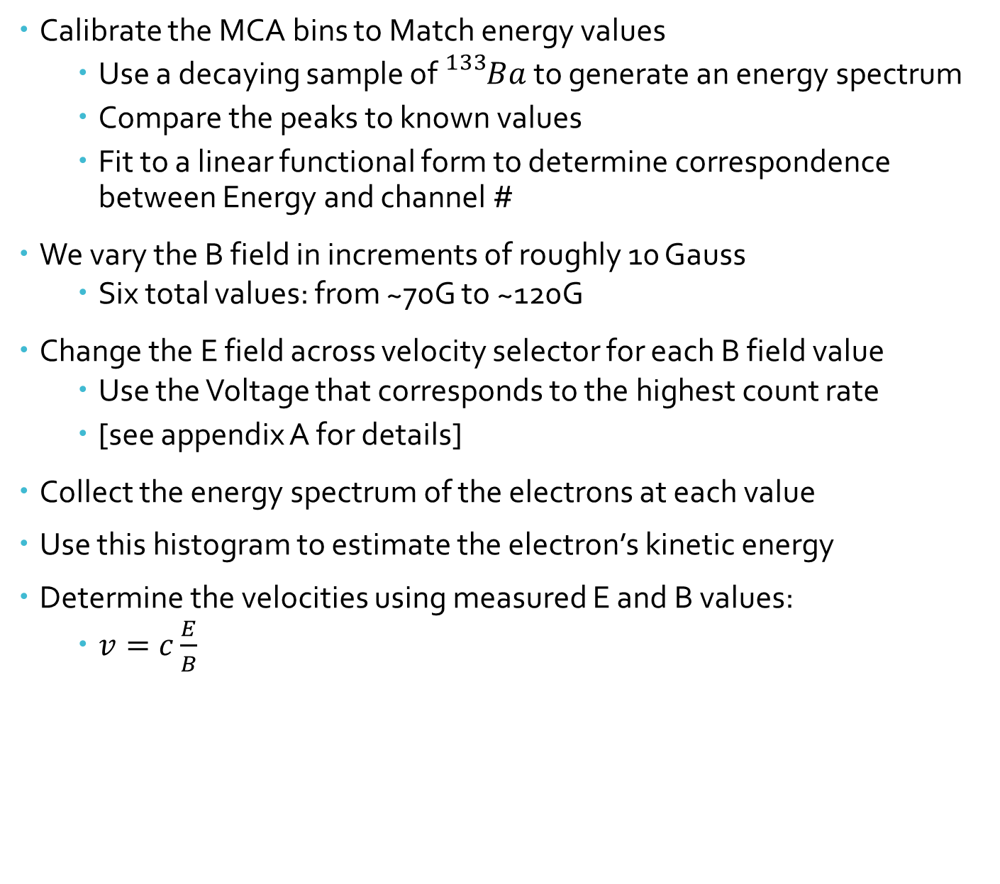 • Calibrate the MCA bins to Match energy values
• Use a decaying sample of ¹³³Ba to generate an energy spectrum
• Compare the peaks to known values
• Fit to a linear functional form to determine correspondence
between Energy and channel #
• We vary the B field in increments of roughly 10 Gauss
• Six total values: from ~70G to ~120G
• Change the E field across velocity selector for each B field value
• Use the Voltage that corresponds to the highest count rate
• [see appendix A for details]
• Collect the energy spectrum of the electrons at each value
• Use this histogram to estimate the electron’s kinetic energy
• Determine the velocities using measured E and B values:
• v = c E/B